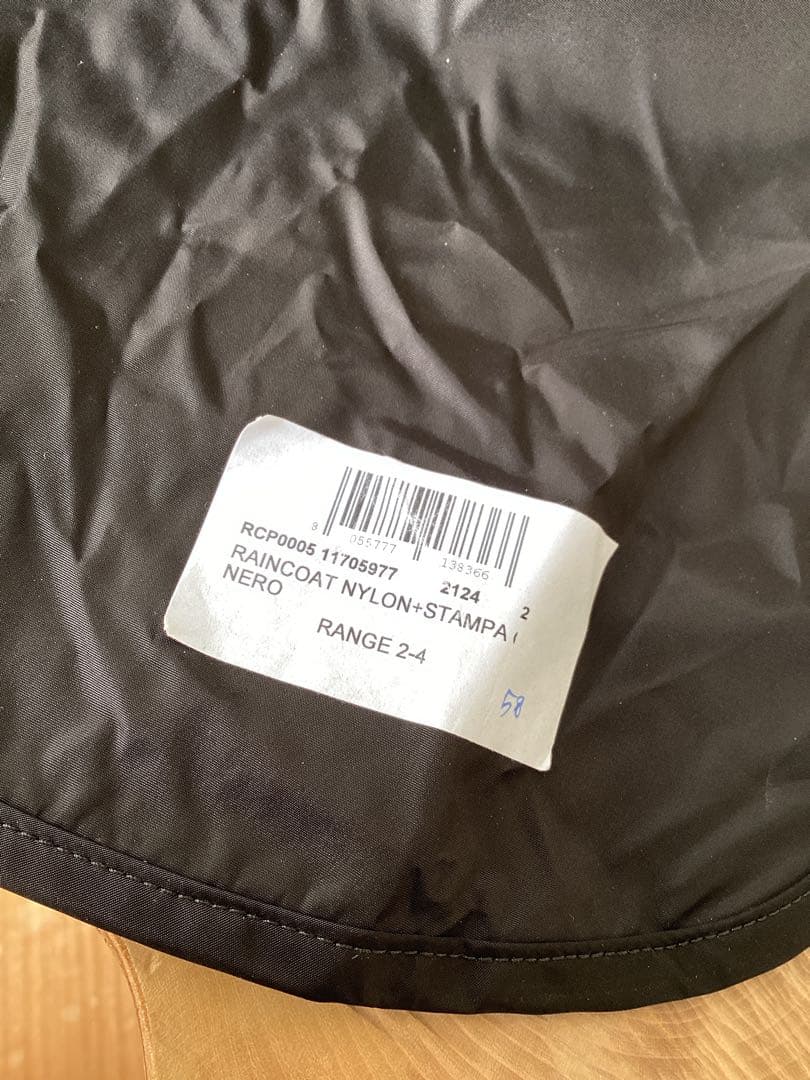 8 055777 138366
RCP0005 11705977 2124 2
RAINCOAT NYLON+STAMPA (
NERO
RANGE 2-4
58